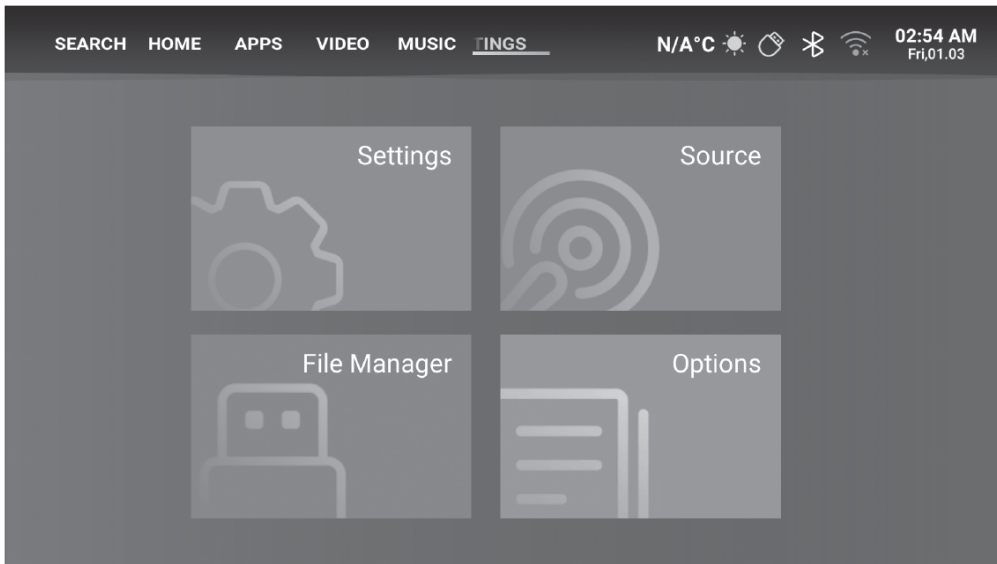 SEARCH HOME APPS VIDEO MUSIC TINGS N/A°C 02:54 AM
Fri,01.03
Settings Source
File Manager Options